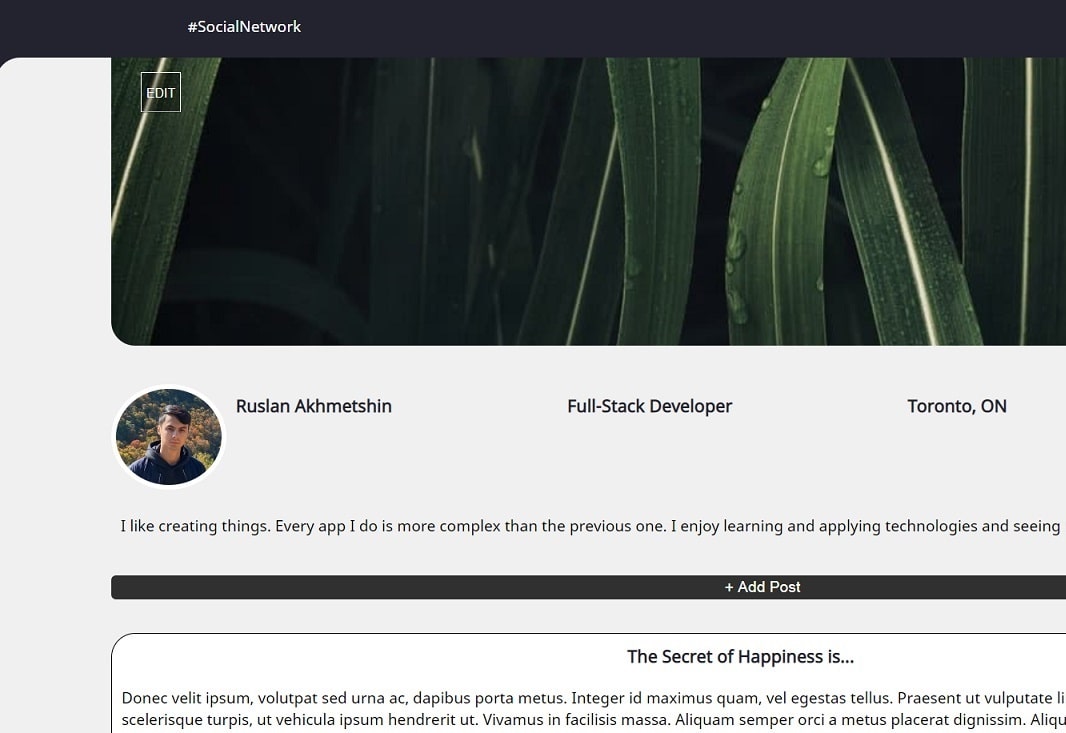 #SocialNetwork
EDIT
Ruslan Akhmetshin
Full-Stack Developer
Toronto, ON
I like creating things. Every app I do is more complex than the previous one. I enjoy learning and applying technologies and seeing
+ Add Post
The Secret of Happiness is...
Donec velit ipsum, volutpat sed urna ac, dapibus porta metus. Integer id maximus quam, vel egestas tellus. Praesent ut vulputate li
scelerisque turpis, ut vehicula ipsum hendrerit ut. Vivamus in facilisis massa. Aliquam semper orci a metus placerat dignissim. Aliqu